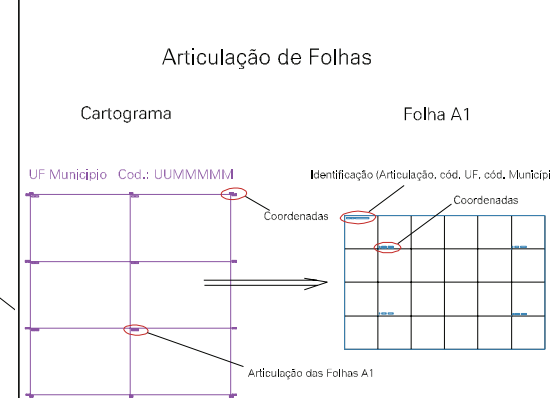 Articulação de Folhas
Cartograma
Folha A1
UF Municipio Cod.: UUMMMMM
Identificação (Articulação, cód. UF, cód. Municípi
Coordenadas
Coordenadas
Articulação das Folhas A1